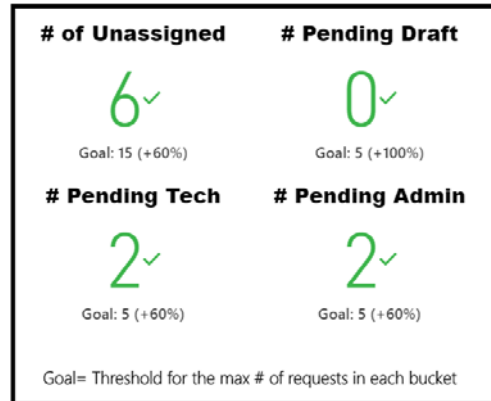 # of Unassigned
# Pending Draft
6
0
Goal: 15 (+60%)
Goal: 5 (+100%)
# Pending Tech
# Pending Admin
2
2
Goal: 5 (+60%)
Goal: 5 (+60%)
Goal= Threshold for the max # of requests in each bucket